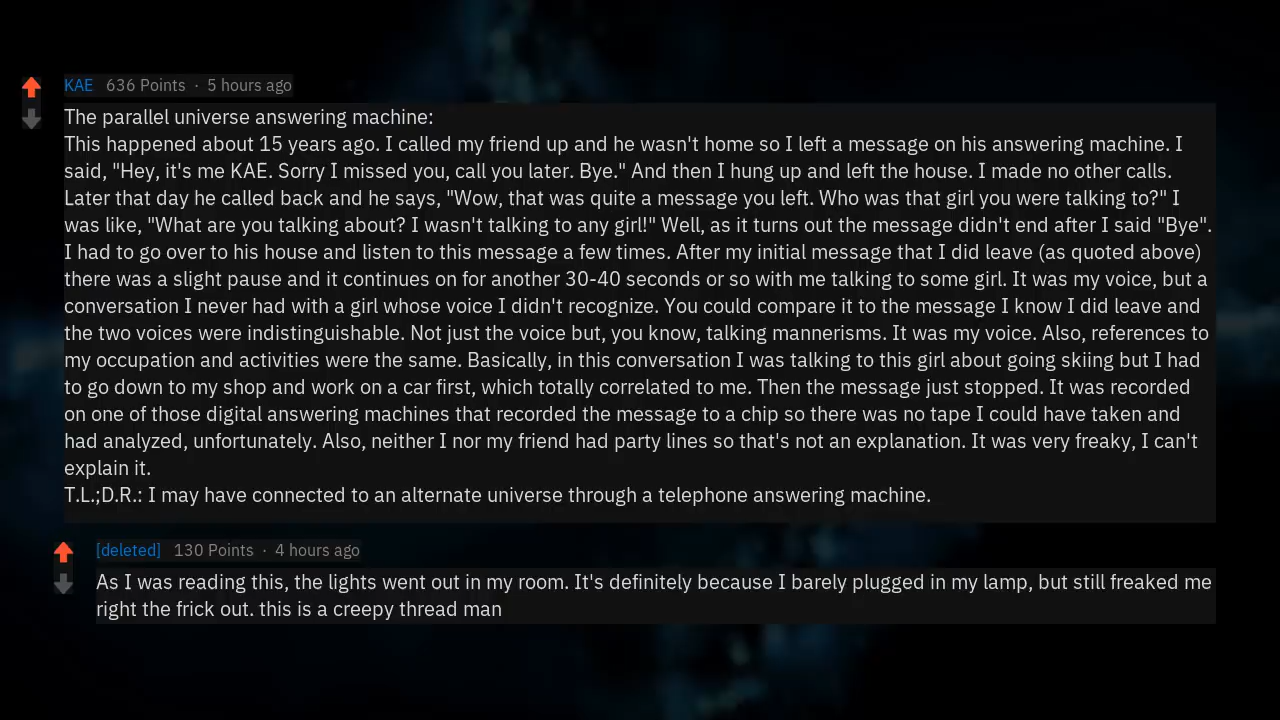 KAE 636 Points · 5 hours ago
The parallel universe answering machine:
This happened about 15 years ago. I called my friend up and he wasn't home so I left a message on his answering machine. I
said, "Hey, it's me KAE. Sorry I missed you, call you later. Bye." And then I hung up and left the house. I made no other calls.
Later that day he called back and he says, "Wow, that was quite a message you left. Who was that girl you were talking to?" I
was like, "What are you talking about? I wasn't talking to any girl!" Well, as it turns out the message didn't end after I said "Bye".
I had to go over to his house and listen to this message a few times. After my initial message that I did leave (as quoted above)
there was a slight pause and it continues on for another 30-40 seconds or so with me talking to some girl. It was my voice, but a
conversation I never had with a girl whose voice I didn't recognize. You could compare it to the message I know I did leave and
the two voices were indistinguishable. Not just the voice but, you know, talking mannerisms. It was my voice. Also, references to
my occupation and activities were the same. Basically, in this conversation I was talking to this girl about going skiing but I had
to go down to my shop and work on a car first, which totally correlated to me. Then the message just stopped. It was recorded
on one of those digital answering machines that recorded the message to a chip so there was no tape I could have taken and
had analyzed, unfortunately. Also, neither I nor my friend had party lines so that's not an explanation. It was very freaky, I can't
explain it.
T.L.;D.R.: I may have connected to an alternate universe through a telephone answering machine.
[deleted] 130 Points · 4 hours ago
As I was reading this, the lights went out in my room. It's definitely because I barely plugged in my lamp, but still freaked me
right the frick out. this is a creepy thread man